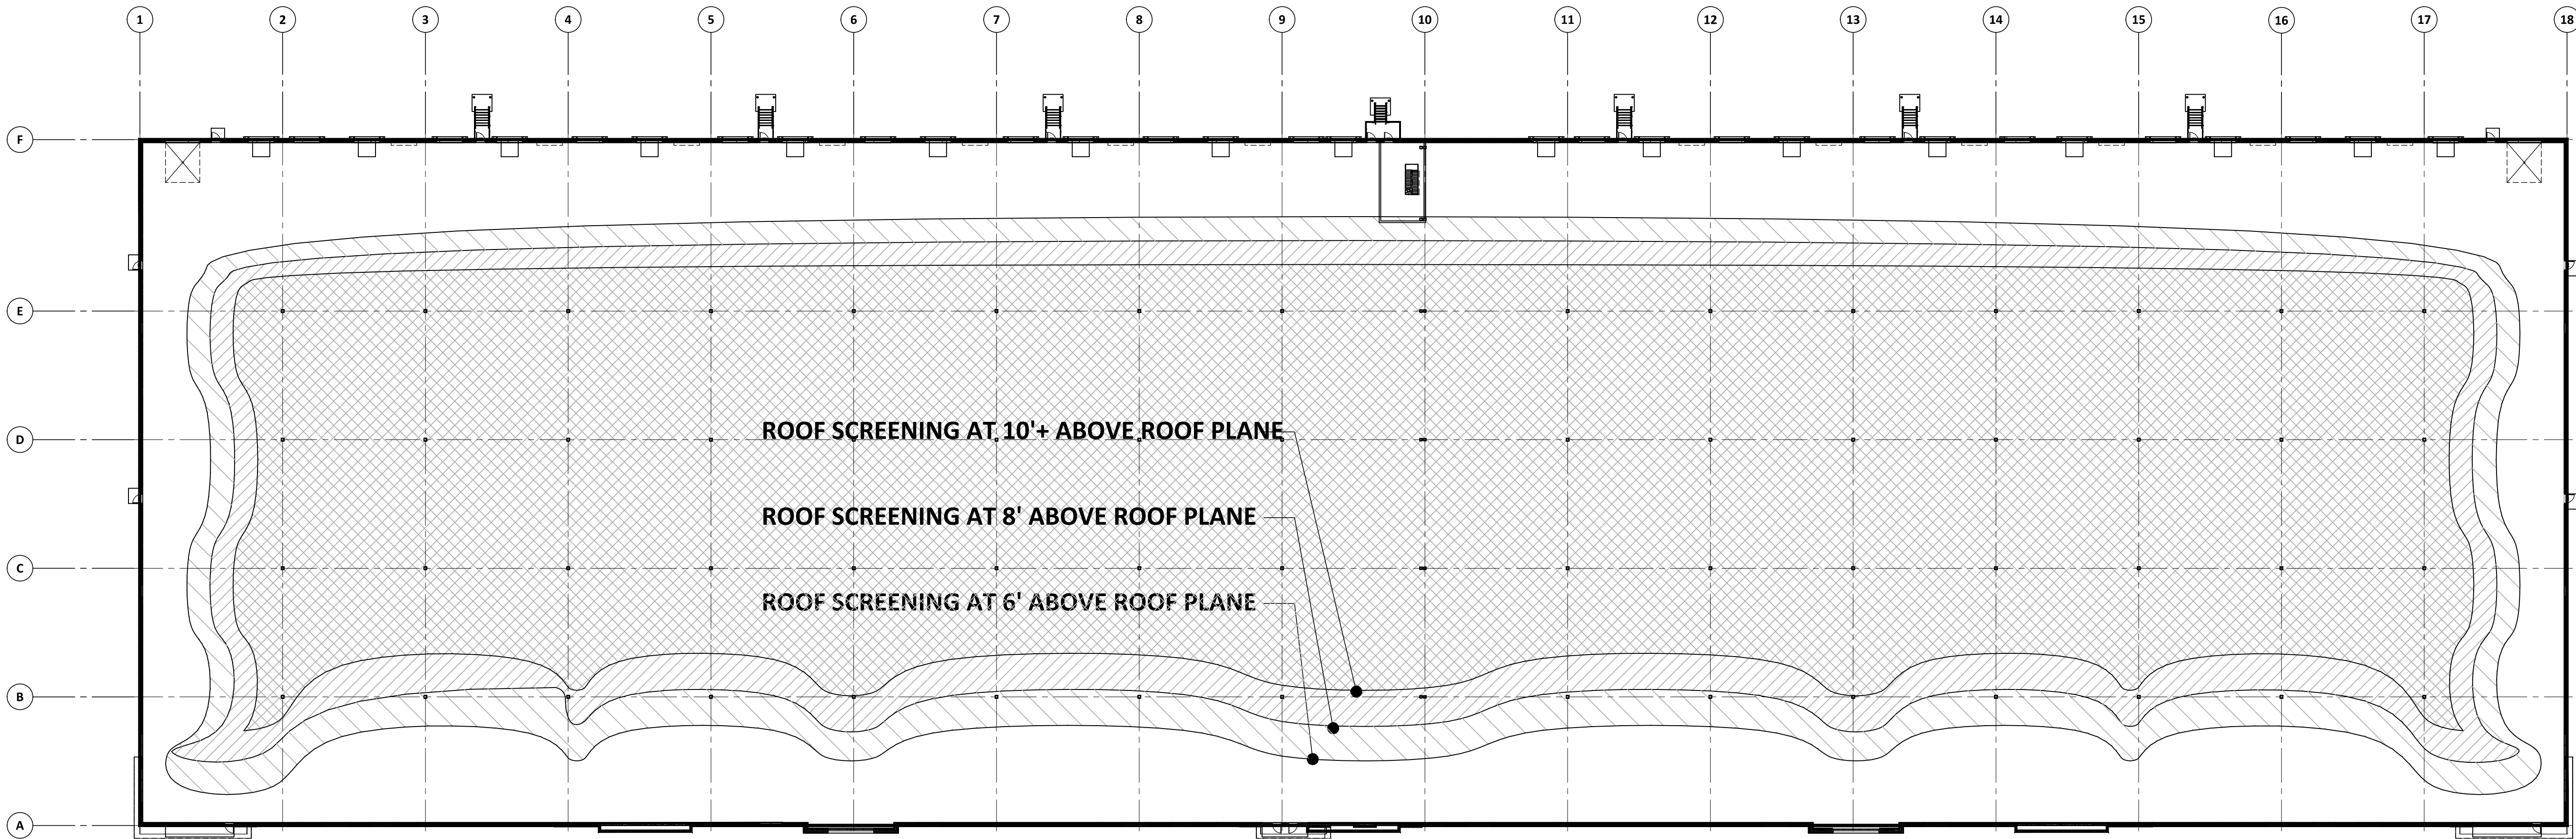 1 2 3 4 5 6 7 8 9 10 11 12 13 14 15 16 17 18
F
E
D
ROOF SCREENING AT 10'+ ABOVE ROOF PLANE
ROOF SCREENING AT 8' ABOVE ROOF PLANE
C
ROOF SCREENING AT 6' ABOVE ROOF PLANE
B
A